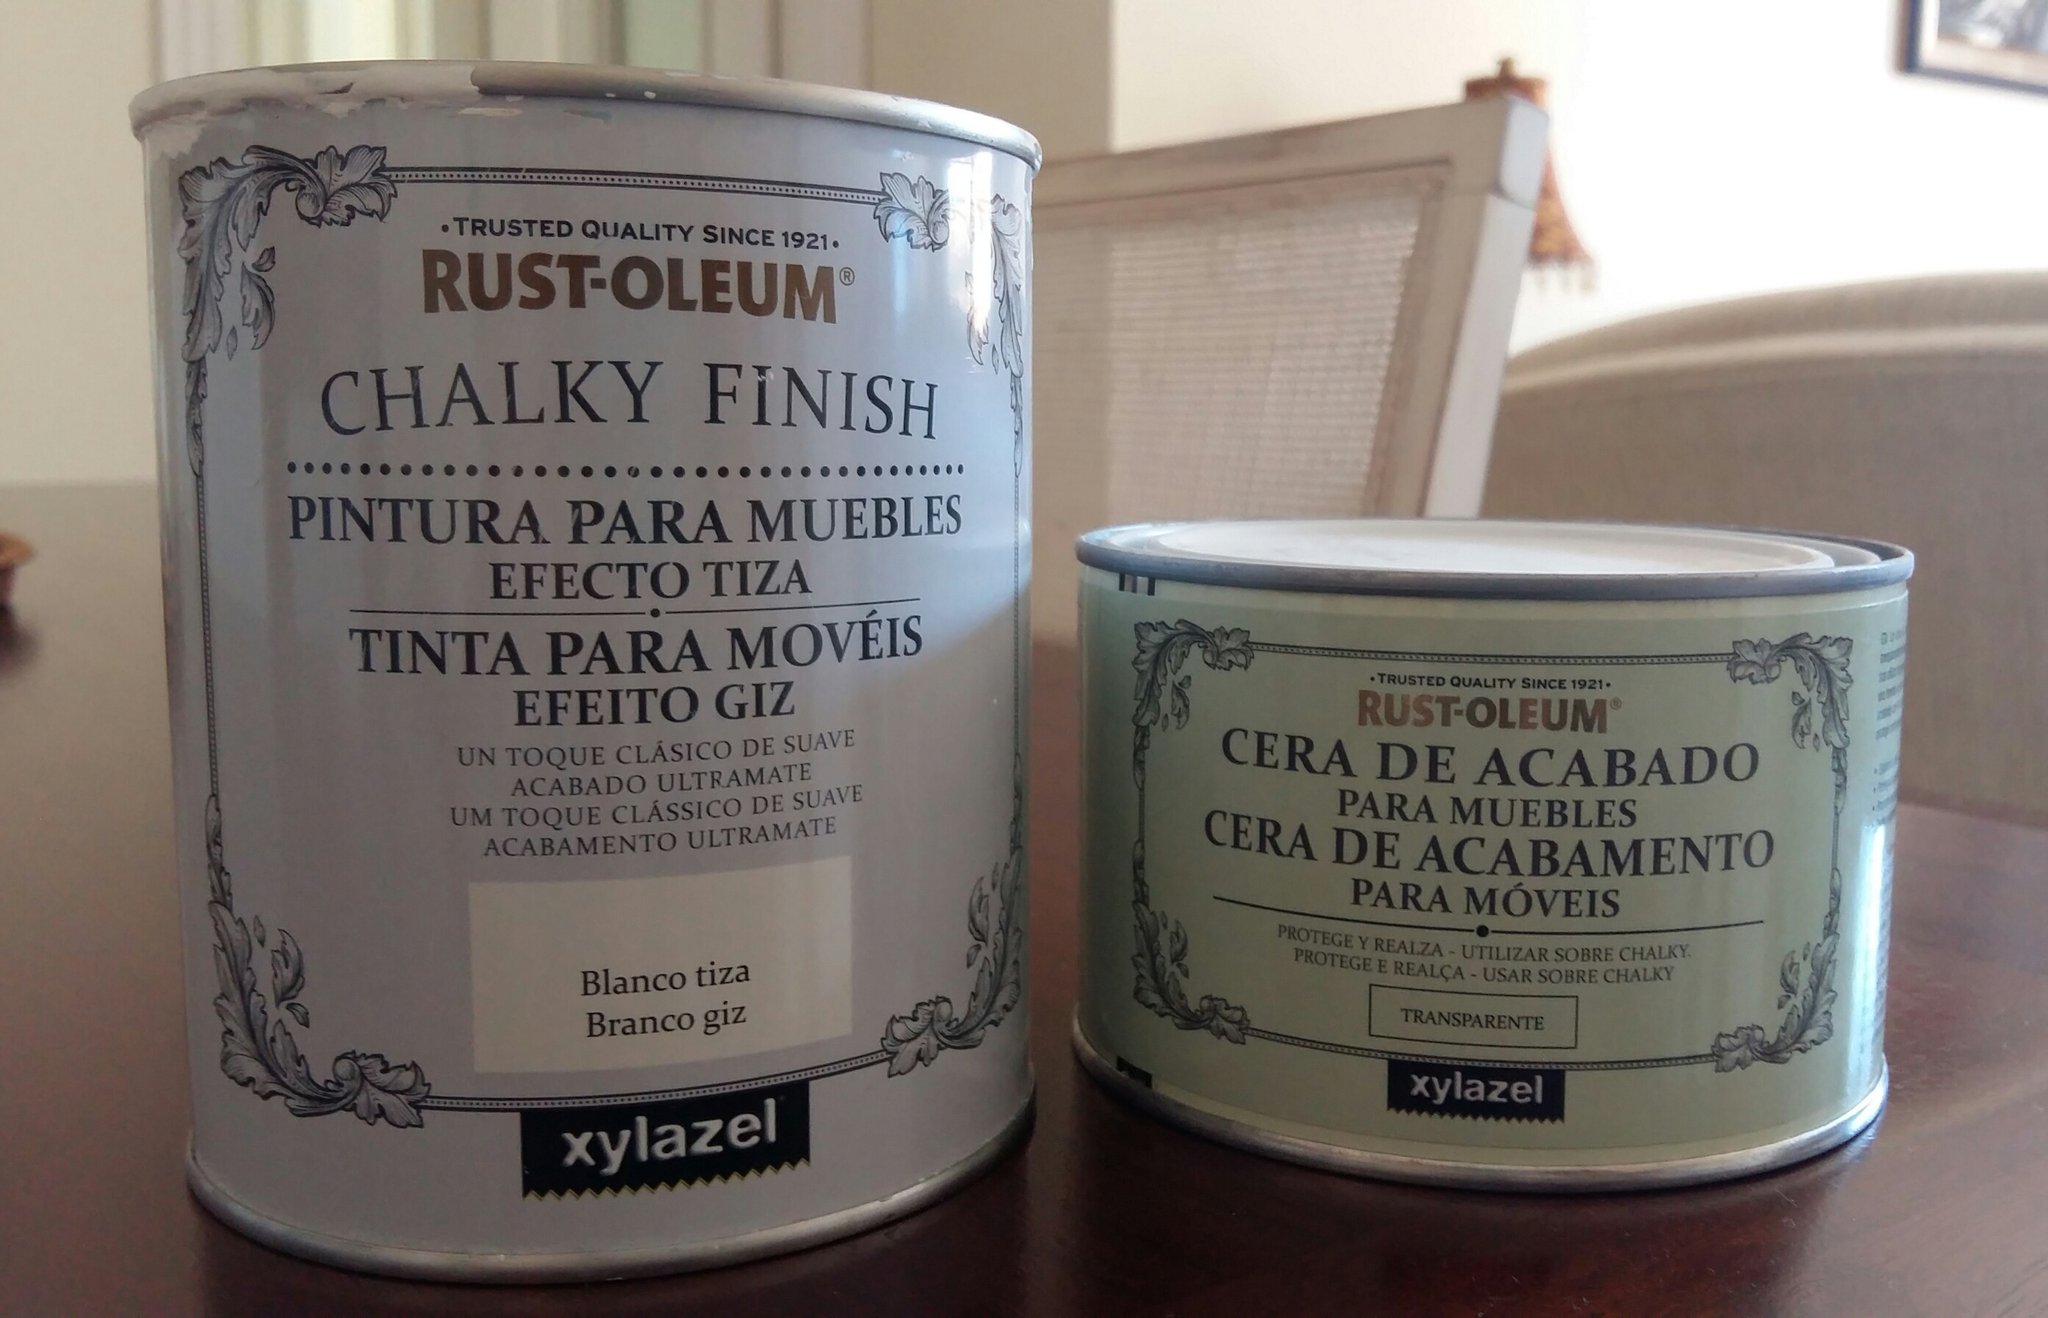 •TRUSTED QUALITY SINCE 1921•
RUST-OLEUM®
CHALKY FINISH
PINTURA PARA MUEBLES
EFECTO TIZA
TINTA PARA MOVÉIS
EFEITO GIZ
UN TOQUE CLÁSICO DE SUAVE
ACABADO ULTRAMATE
UM TOQUE CLÁSSICO DE SUAVE
ACABAMENTO ULTRAMATE
Blanco tiza
Branco giz
xylazel
•TRUSTED QUALITY SINCE 1921•
RUST-OLEUM®
CERA DE ACABADO
PARA MUEBLES
CERA DE ACABAMENTO
PARA MÓVEIS
PROTEGE Y REALZA - UTILIZAR SOBRE CHALKY.
PROTEGE E REALÇA - USAR SOBRE CHALKY
TRANSPARENTE
xylazel